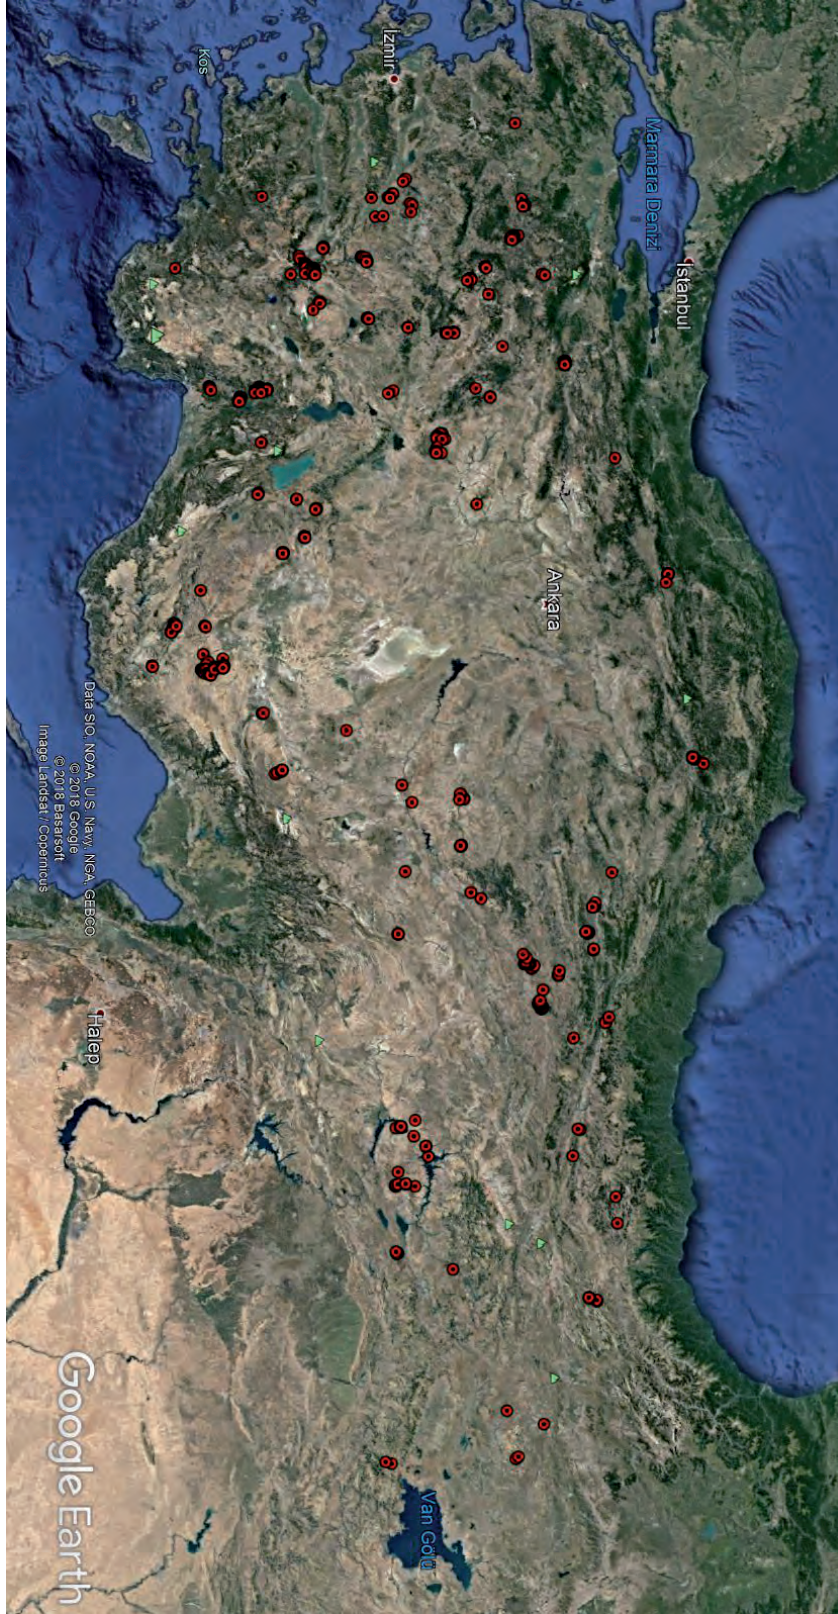 İstanbul
Marmara Denizi
İzmir
Kos
Ankara
Van Gölü
Halep
Data SIO, NOAA, U.S. Navy, NGA, GEBCO
© 2018 Google
© 2018 Basarsoft
Image Landsat / Copernicus
Google Earth